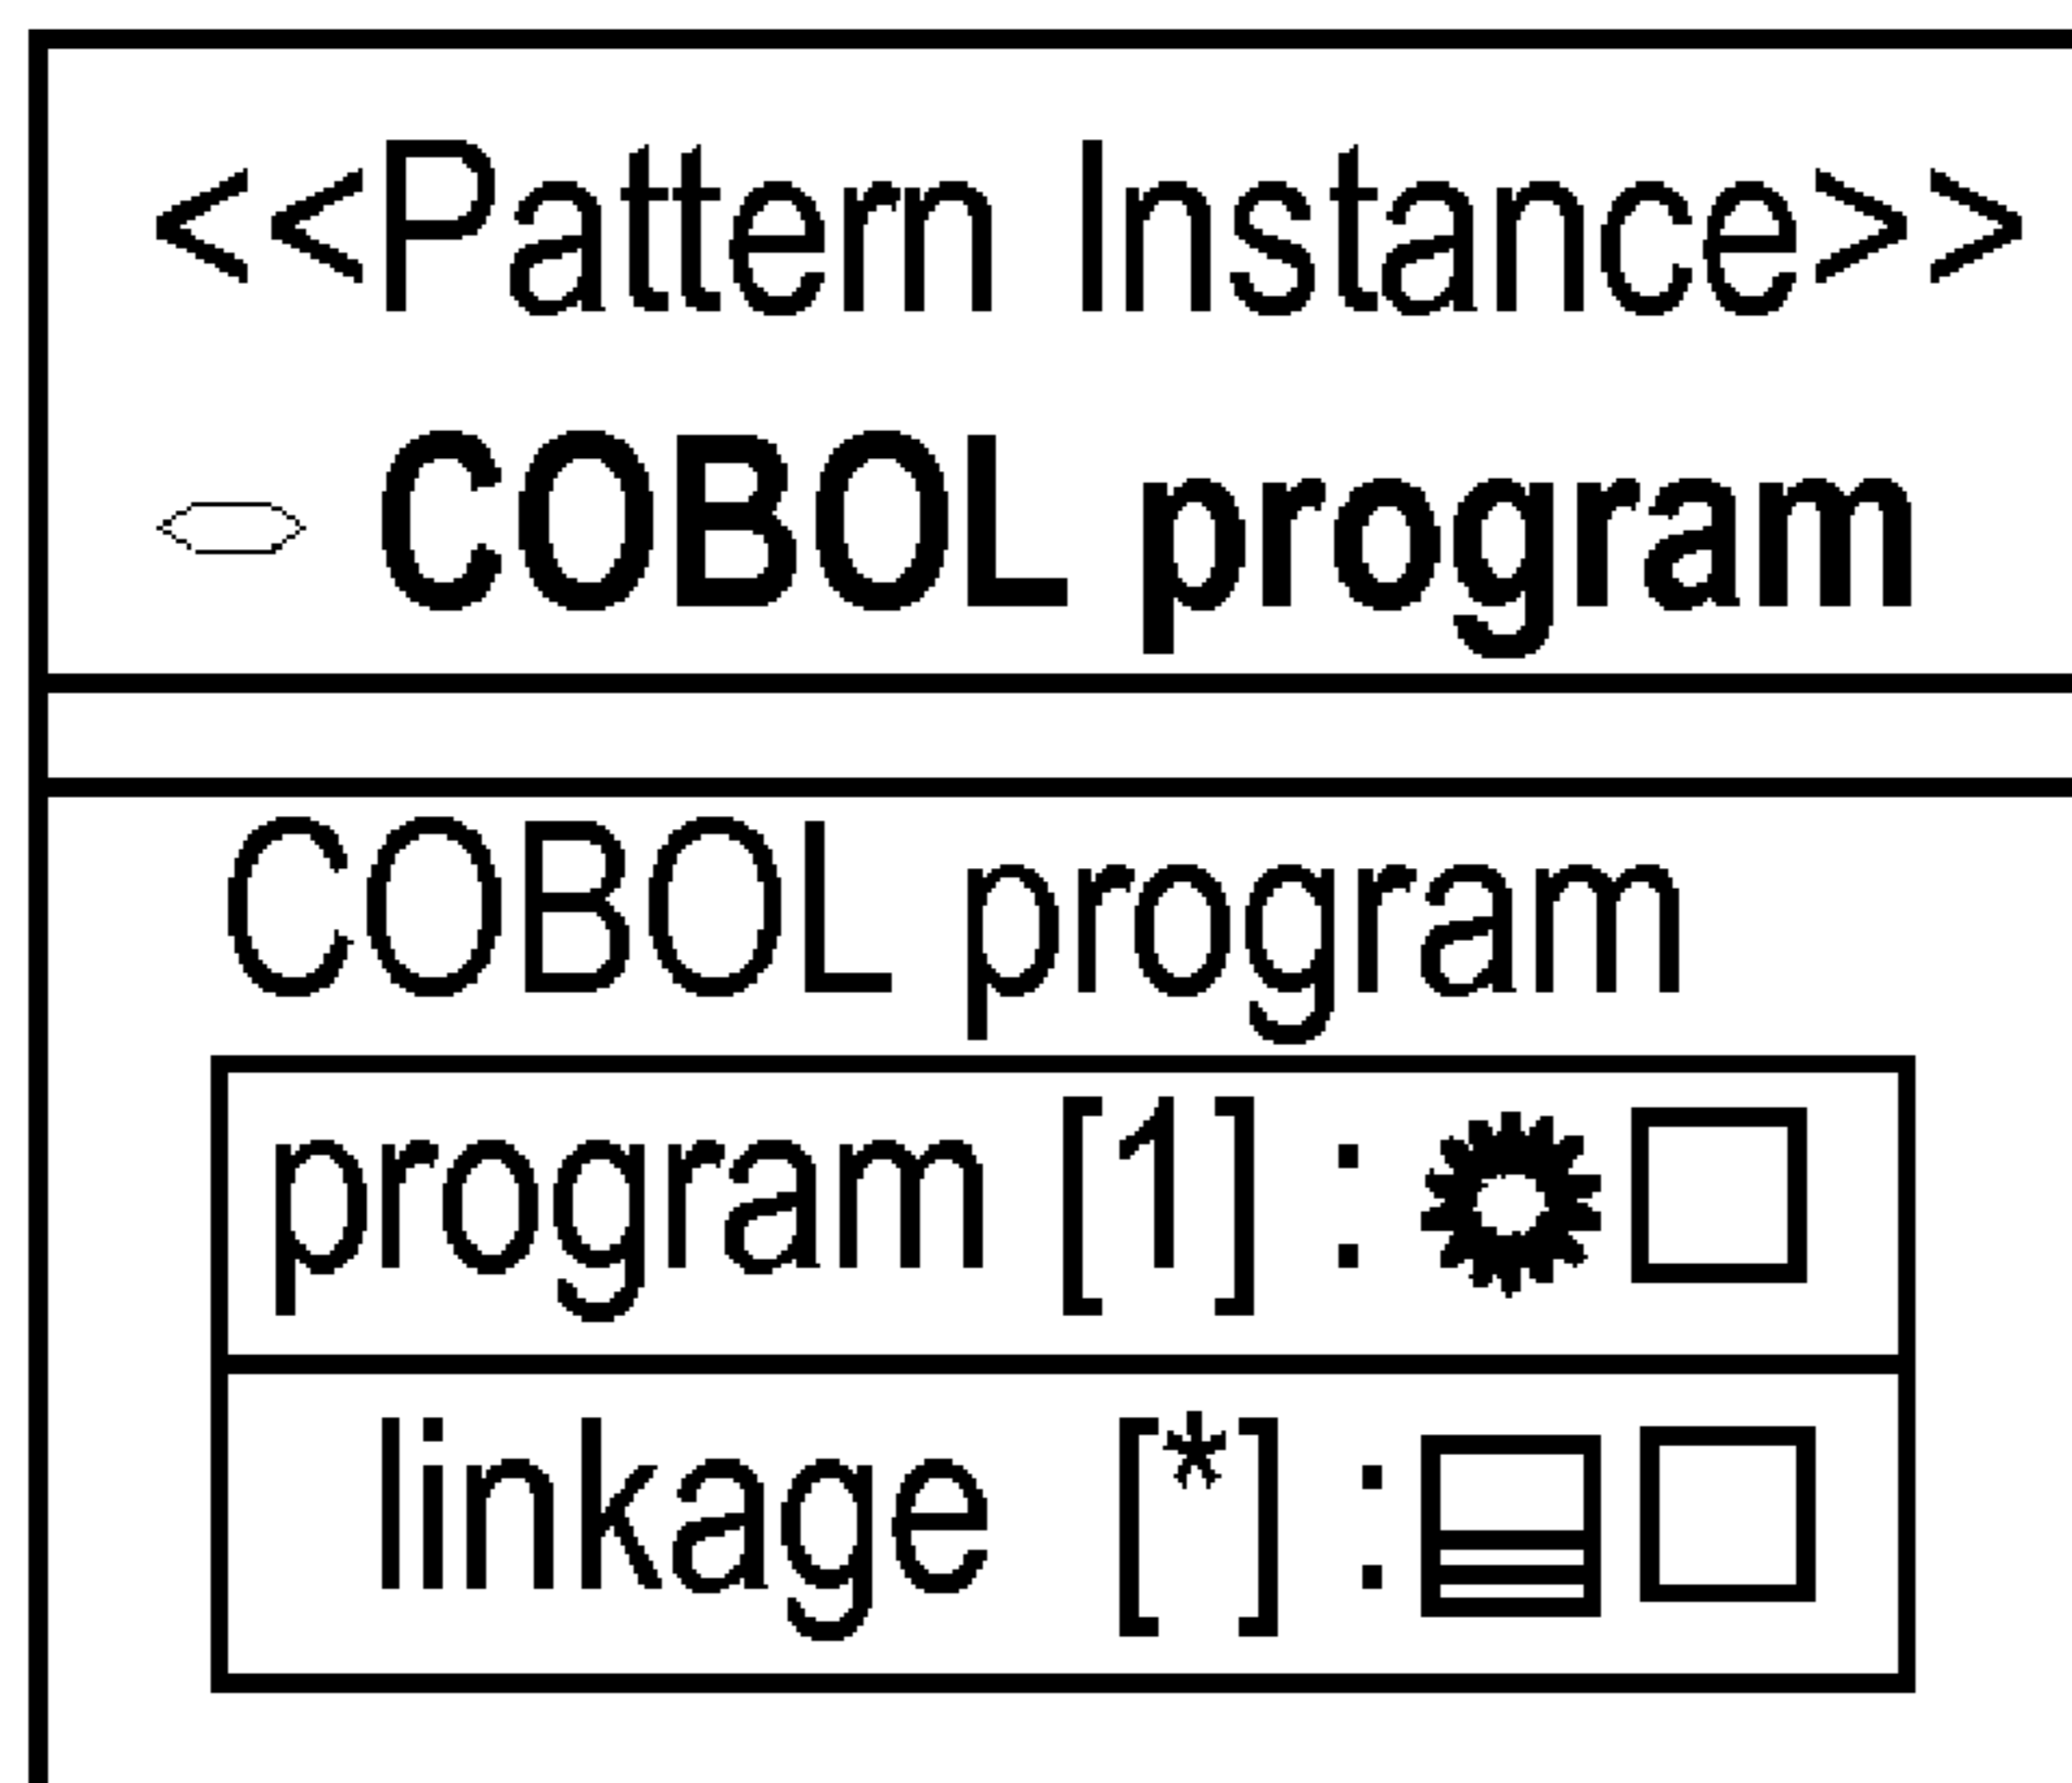 <<Pattern Instance>>
COBOL program
COBOL program
program [1] :
linkage [*] :